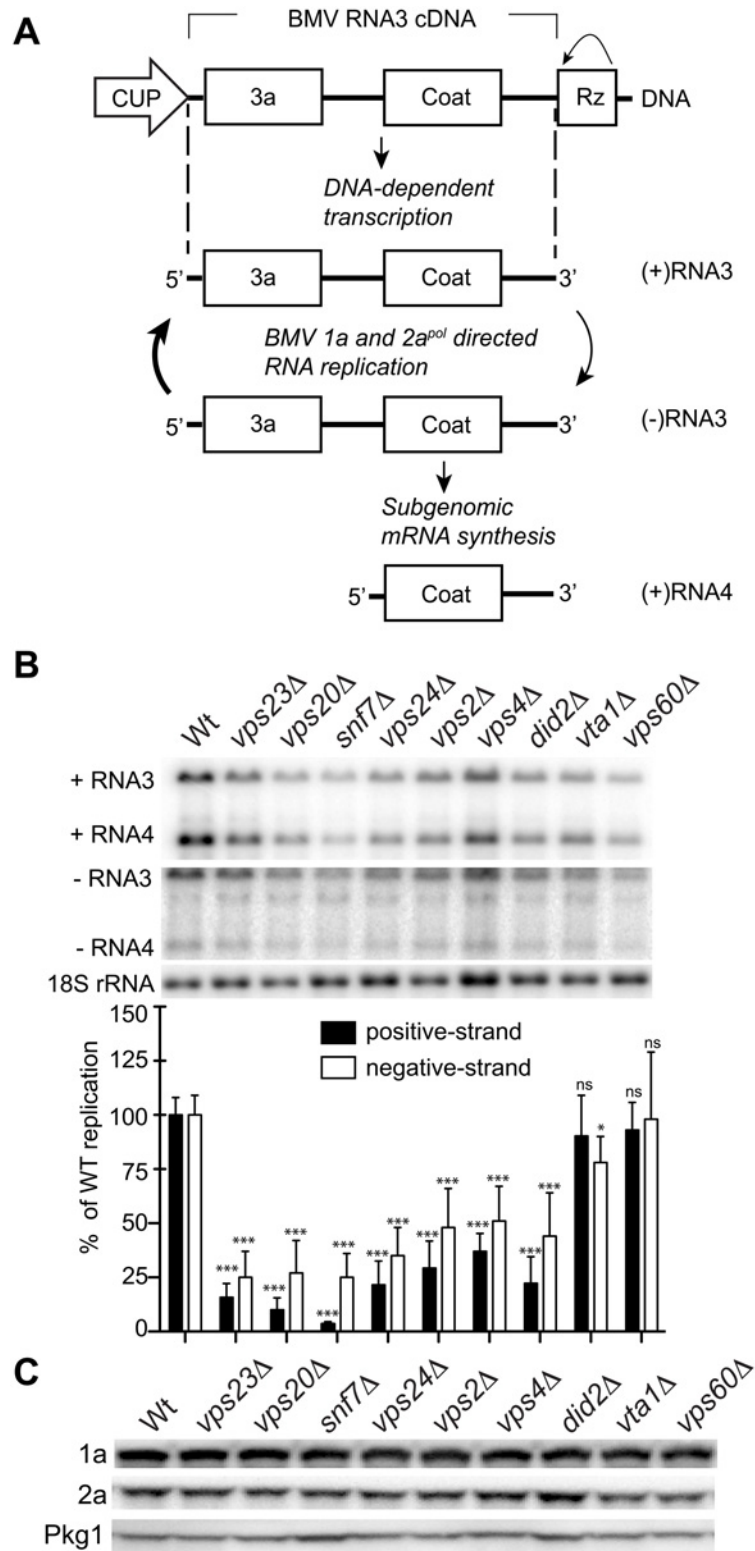 A
BMV RNA3 cDNA
CUP
3a
Coat
Rz
DNA
DNA-dependent
transcription
5’
3a
Coat
3’
(+)RNA3
BMV 1a and 2a^pol directed
RNA replication
5’
3a
Coat
3’
(-)RNA3
Subgenomic
mRNA synthesis
5’
Coat
3’
(+)RNA4
B
Wt vps23Δ vps20Δ snf7Δ vps24Δ vps2Δ vps4Δ did2Δ vta1Δ vps60Δ
+ RNA3
+ RNA4
- RNA3
- RNA4
18S rRNA
% of WT replication
150
125
100
75
50
25
0
positive-strand
negative-strand
*** *** *** *** *** *** *** *** *** *** *** *** *** *** ns * ns ns
C
Wt vps23Δ vps20Δ snf7Δ vps24Δ vps2Δ vps4Δ did2Δ vta1Δ vps60Δ
1a
2a
Pkg1